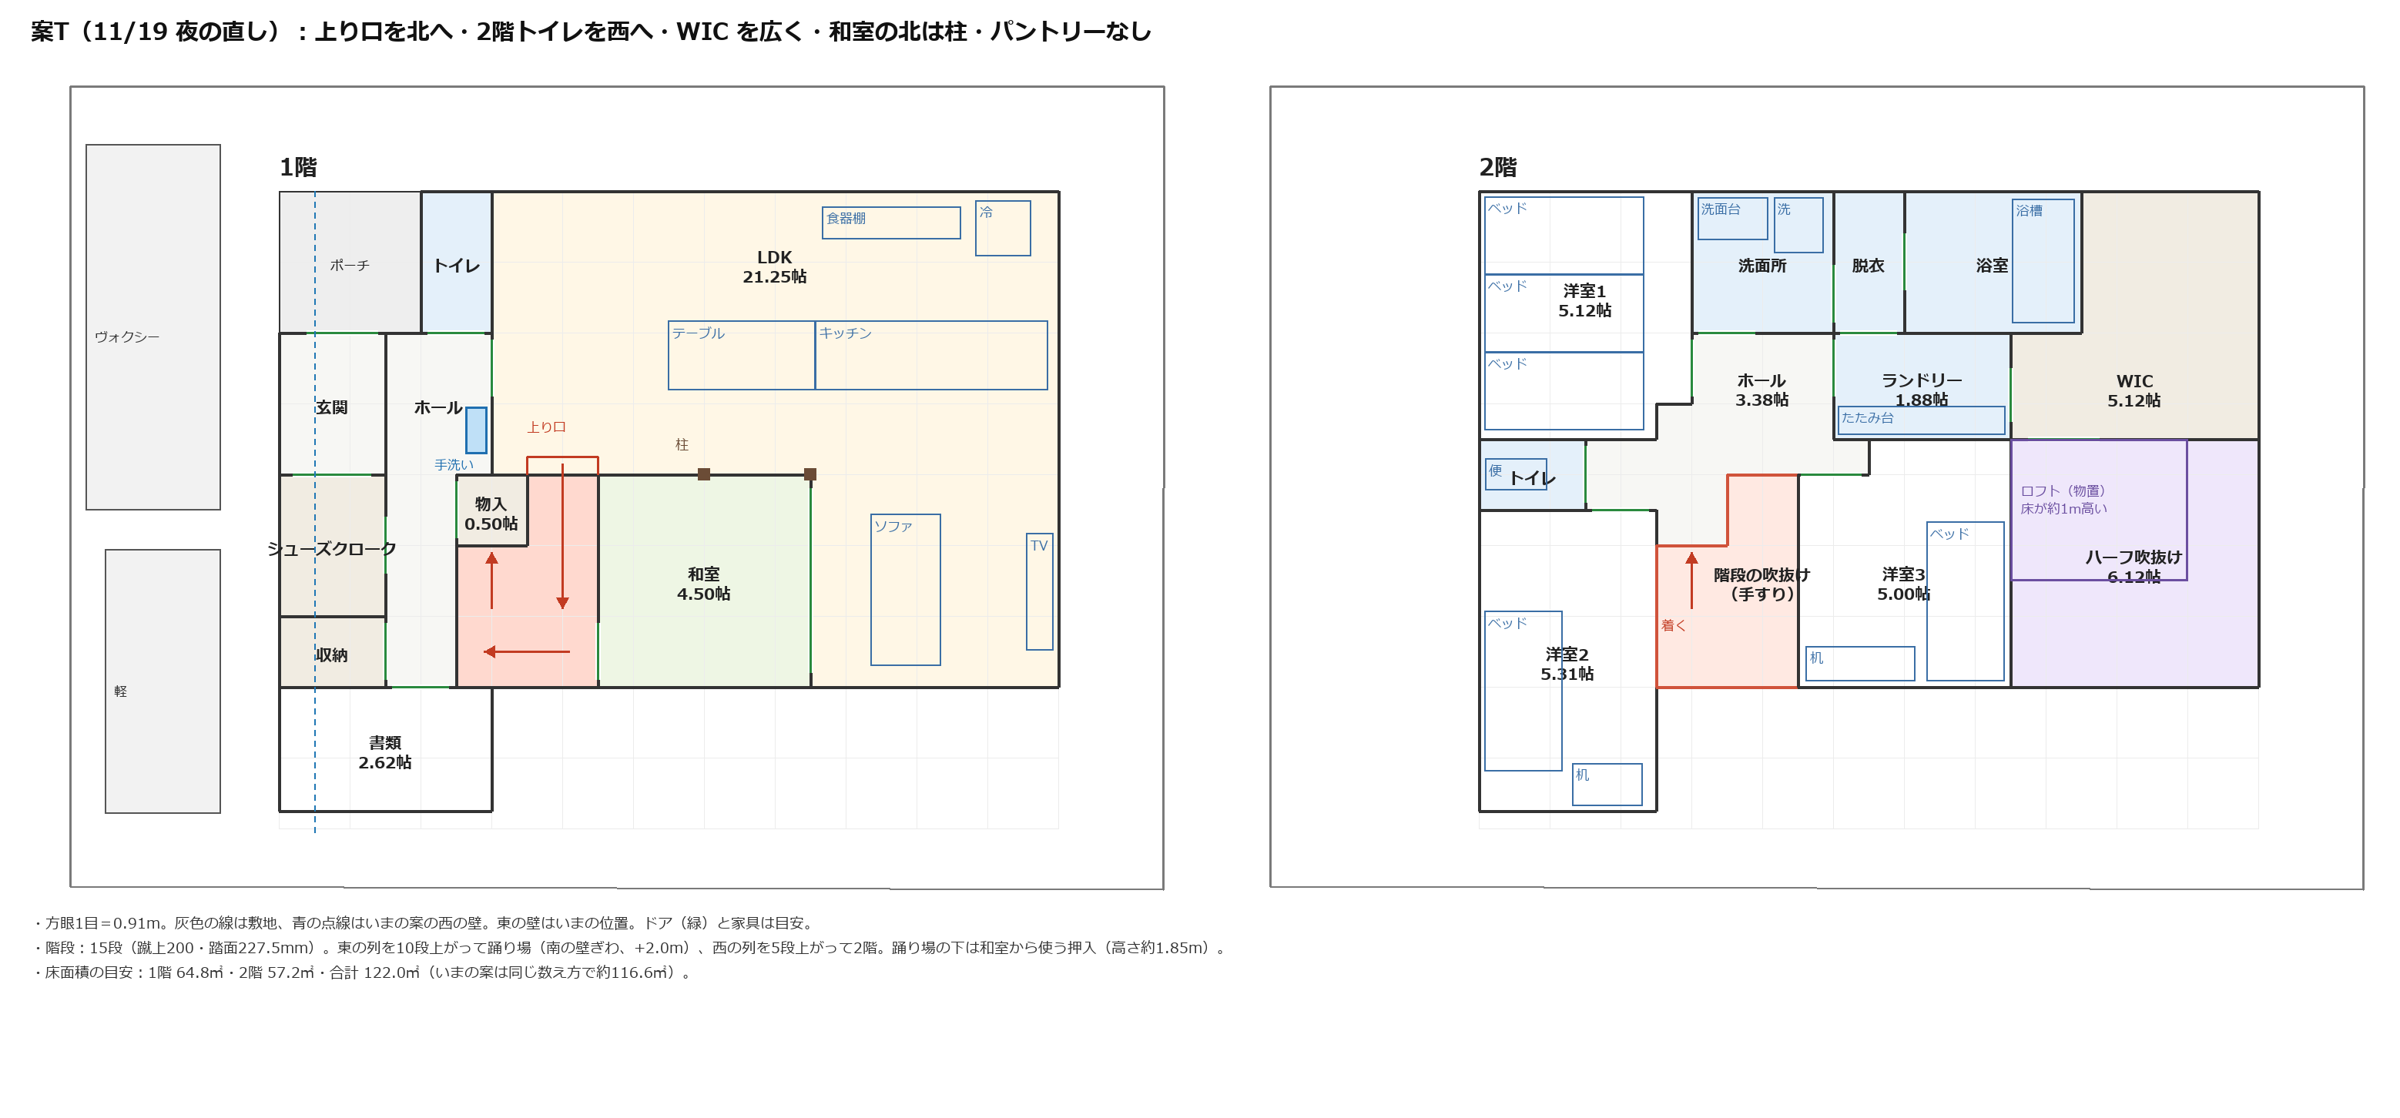 案T（11/19 夜の直し）：上り口を北へ・2階トイレを西へ・WIC を広く・和室の北は柱・パントリーなし
1階
ヴォクシー
軽
ポーチ
トイレ
食器棚
冷
LDK
21.25帖
テーブル
キッチン
玄関
ホール
手洗い
上り口
柱
シューズクローク
物入
0.50帖
和室
4.50帖
ソファ
TV
収納
書類
2.62帖
2階
ベッド
ベッド
ベッド
洋室1
5.12帖
洗面台
洗
洗面所
脱衣
浴室
浴槽
ホール
3.38帖
ランドリー
1.88帖
たたみ台
WIC
5.12帖
便
トイレ
ロフト（物置）
床が約1m高い
ハーフ吹抜け
6.12帖
階段の吹抜け
（手すり）
着く
洋室3
5.00帖
ベッド
机
ベッド
洋室2
5.31帖
机
・方眼1目＝0.91m。灰色の線は敷地、青の点線はいまの案の西の壁。東の壁はいまの位置。ドア（緑）と家具は目安。
・階段：15段（蹴上200・踏面227.5mm）。東の列を10段上がって踊り場（南の壁ぎわ、+2.0m）、西の列を5段上がって2階。踊り場の下は和室から使う押入（高さ約1.85m）。
・床面積の目安：1階 64.8㎡・2階 57.2㎡・合計 122.0㎡（いまの案は同じ数え方で約116.6㎡）。